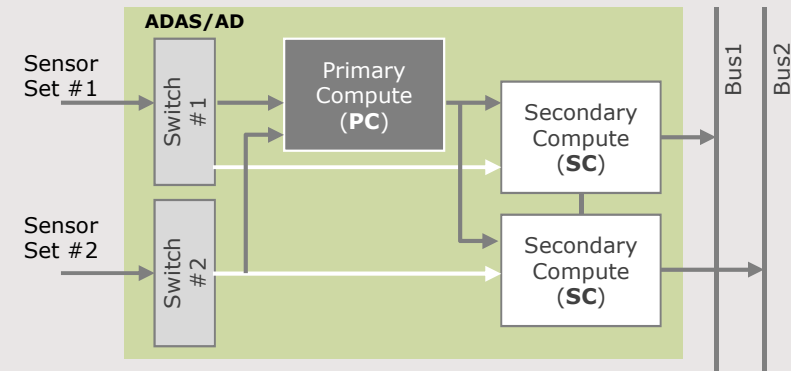 ADAS/AD
Sensor
Set #1
Switch
#1
Primary
Compute
(PC)
Secondary
Compute
(SC)
Bus1
Bus2
Sensor
Set #2
Switch
#2
Secondary
Compute
(SC)